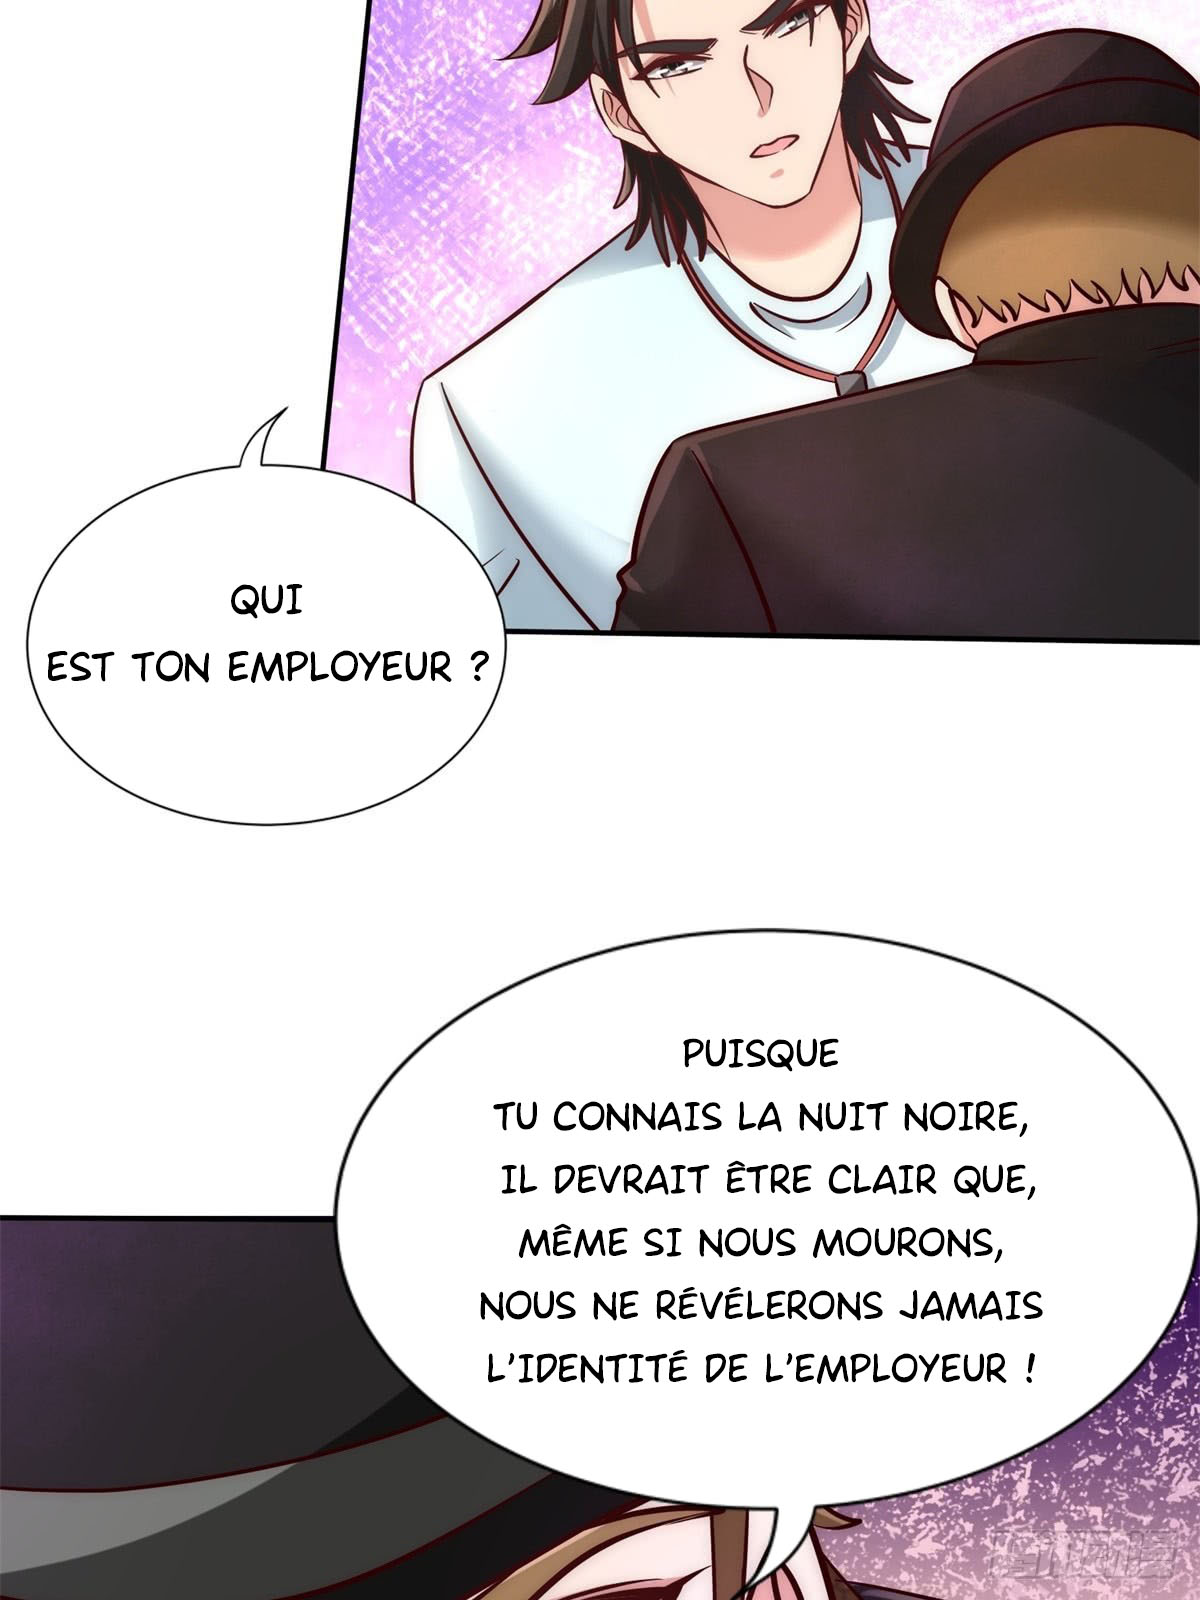 QUI
EST TON EMPLOYEUR ?
PUISQUE
TU CONNAIS LA NUIT NOIRE,
IL DEVRAIT ÊTRE CLAIR QUE,
MÊME SI NOUS MOURONS,
NOUS NE RÉVÉLERONS JAMAIS
L'IDENTITÉ DE L'EMPLOYEUR !